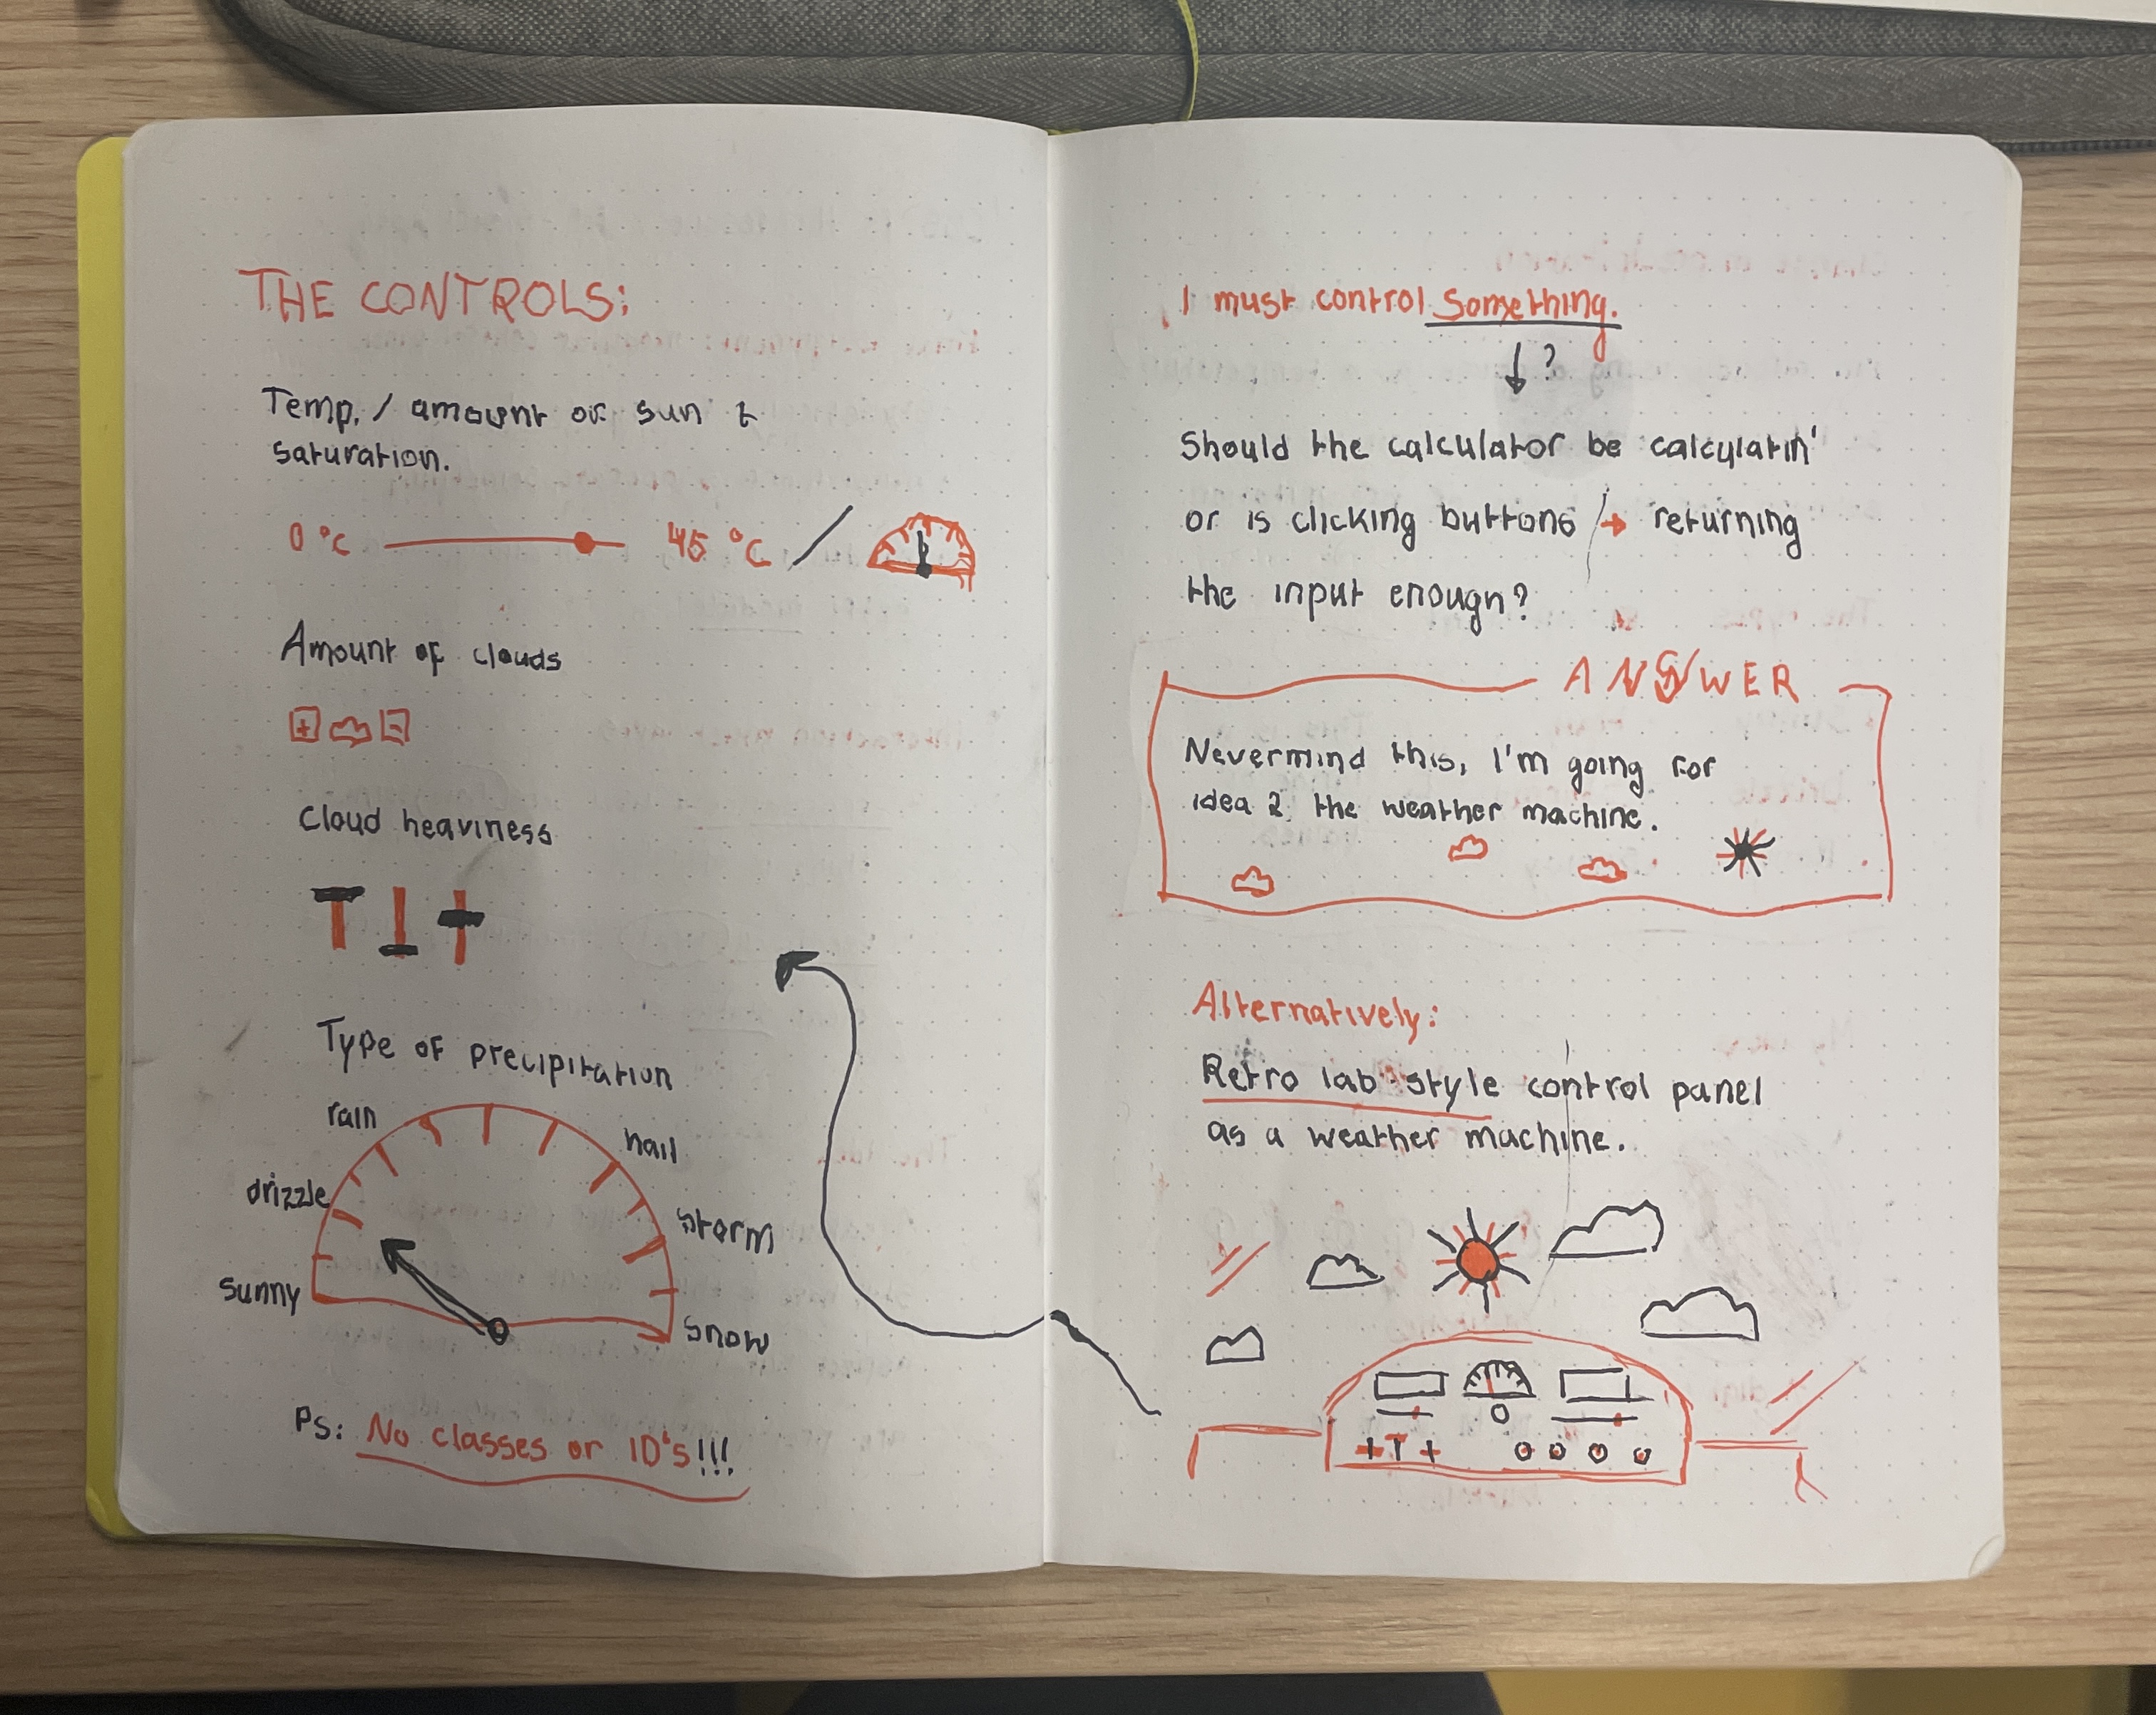 THE CONTROLS:
Temp. / amount of sun &
saturation.
0 °C 45 °C /
+ -
Amount of clouds
Cloud heaviness
Type of precipitation
rain
hail
drizzle
storm
sunny
snow
Ps: No classes or ID's!!!
I must control something.
?
Should the calculator be calculatin'
or is clicking buttons → returning
the input enough?
ANSWER
Nevermind this, I'm going for
idea 2. the weather machine.
Alternatively:
Retro lab style control panel
as a weather machine.